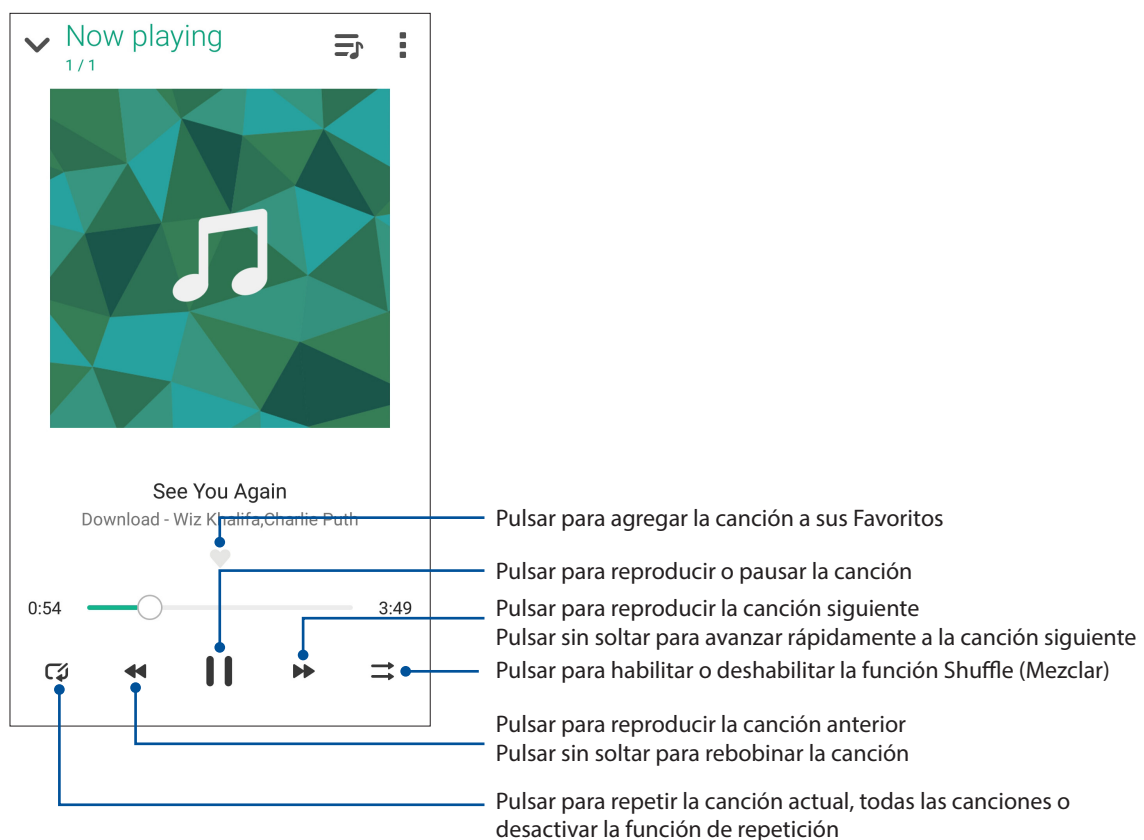 Now playing
1 / 1
See You Again
Download - Wiz Khalifa,Charlie Puth
Pulsar para agregar la canción a sus Favoritos
Pulsar para reproducir o pausar la canción
0:54
3:49
Pulsar para reproducir la canción siguiente
Pulsar sin soltar para avanzar rápidamente a la canción siguiente
Pulsar para habilitar o deshabilitar la función Shuffle (Mezclar)
Pulsar para reproducir la canción anterior
Pulsar sin soltar para rebobinar la canción
Pulsar para repetir la canción actual, todas las canciones o
desactivar la función de repetición